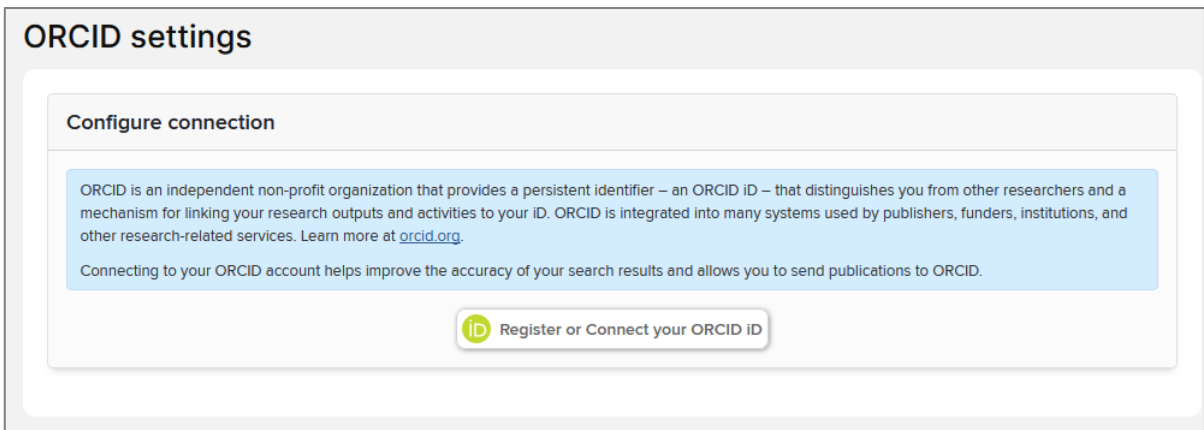 ORCID settings
Configure connection
ORCID is an independent non-profit organization that provides a persistent identifier – an ORCID iD – that distinguishes you from other researchers and a
mechanism for linking your research outputs and activities to your iD. ORCID is integrated into many systems used by publishers, funders, institutions, and
other research-related services. Learn more at orcid.org.
Connecting to your ORCID account helps improve the accuracy of your search results and allows you to send publications to ORCID.
iD Register or Connect your ORCID iD